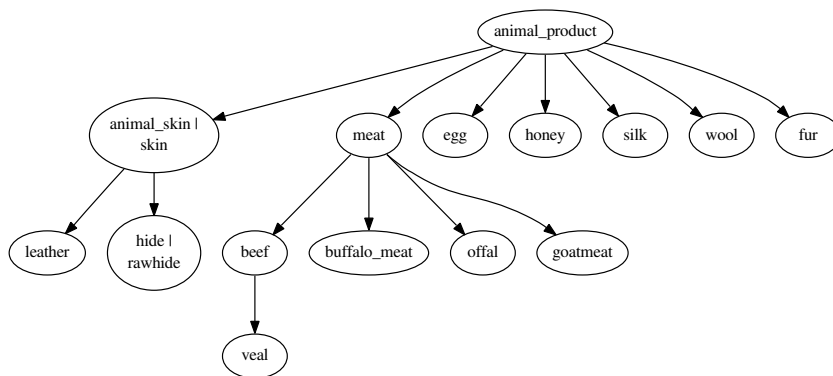 animal_product
animal_skin |
skin
meat
egg
honey
silk
wool
fur
leather
hide |
rawhide
beef
buffalo_meat
offal
goatmeat
veal